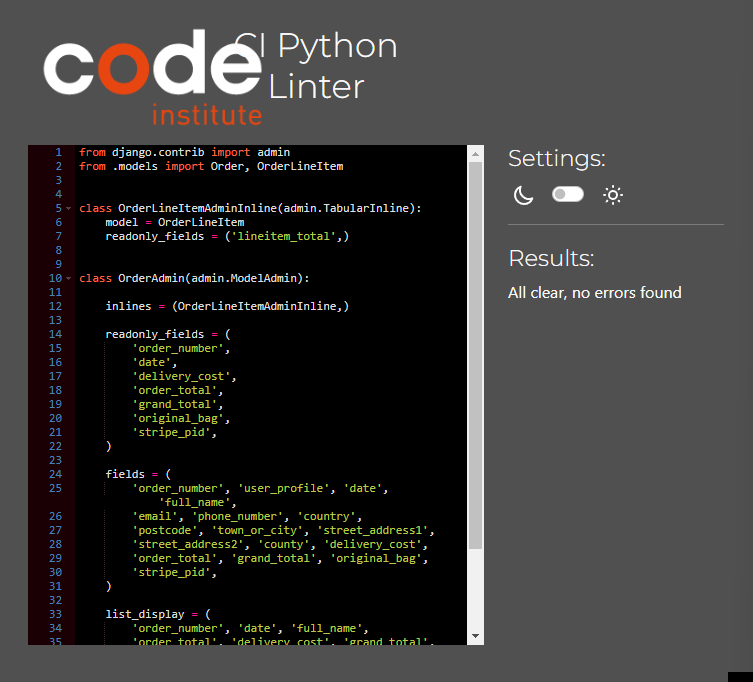 code
institute
CI Python
Linter
1 from django.contrib import admin
2 from .models import Order, OrderLineItem
3
4
5 class OrderLineItemAdminInline(admin.TabularInline):
6 model = OrderLineItem
7 readonly_fields = ('lineitem_total',)
8
9
10 class OrderAdmin(admin.ModelAdmin):
11
12 inlines = (OrderLineItemAdminInline,)
13
14 readonly_fields = (
15 'order_number',
16 'date',
17 'delivery_cost',
18 'order_total',
19 'grand_total',
20 'original_bag',
21 'stripe_pid',
22 )
23
24 fields = (
25 'order_number', 'user_profile', 'date',
'full_name',
26 'email', 'phone_number', 'country',
27 'postcode', 'town_or_city', 'street_address1',
28 'street_address2', 'county', 'delivery_cost',
29 'order_total', 'grand_total', 'original_bag',
30 'stripe_pid',
31 )
32
33 list_display = (
34 'order_number', 'date', 'full_name',
35 'order_total', 'delivery_cost', 'grand_total',
Settings:
Results:
All clear, no errors found